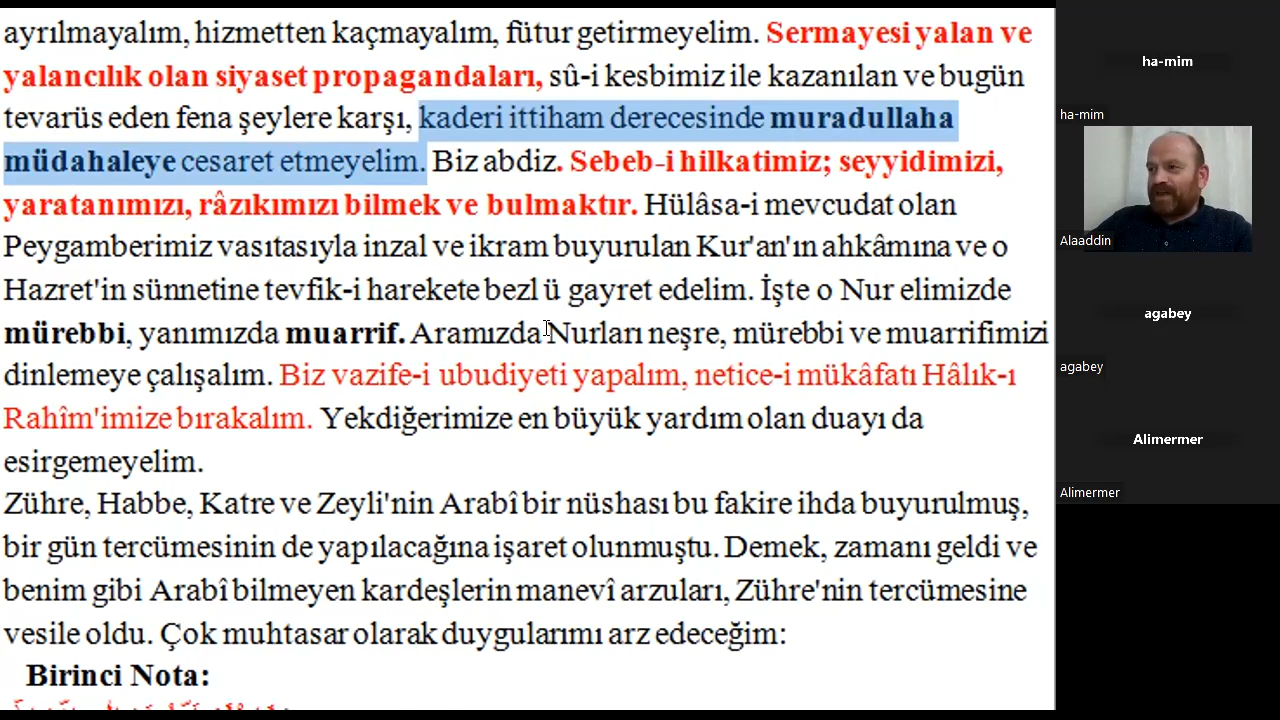 ayrılmayalım, hizmetten kaçmayalım, fütur getirmeyelim. Sermayesi yalan ve
yalancılık olan siyaset propagandaları, sû-i kesbimiz ile kazanılan ve bugün
tevarüs eden fena şeylere karşı, kaderi ittiham derecesinde muradullaha
müdahaleye cesaret etmeyelim. Biz abdiz. Sebeb-i hilkatimiz; seyyidimizi,
yaratanımızı, râzıkımızı bilmek ve bulmaktır. Hülâsa-i mevcudat olan
Peygamberimiz vasıtasıyla inzal ve ikram buyurulan Kur'an'ın ahkâmına ve o
Hazret'in sünnetine tevfik-i harekete bezl ü gayret edelim. İşte o Nur elimizde
mürebbi, yanımızda muarrif. Aramızda Nurları neşre, mürebbi ve muarrifimizi
dinlemeye çalışalım. Biz vazife-i ubudiyeti yapalım, netice-i mükâfatı Hâlık-ı
Rahîm'imize bırakalım. Yekdiğerimize en büyük yardım olan duayı da
esirgemeyelim.
Zühre, Habbe, Katre ve Zeyli'nin Arabî bir nüshası bu fakire ihda buyurulmuş,
bir gün tercümesinin de yapılacağına işaret olunmuştu. Demek, zamanı geldi ve
benim gibi Arabî bilmeyen kardeşlerin manevî arzuları, Zühre'nin tercümesine
vesile oldu. Çok muhtasar olarak duygularımı arz edeceğim:
Birinci Nota:
ha-mim
ha-mim
Alaaddin
agabey
agabey
Alimermer
Alimermer